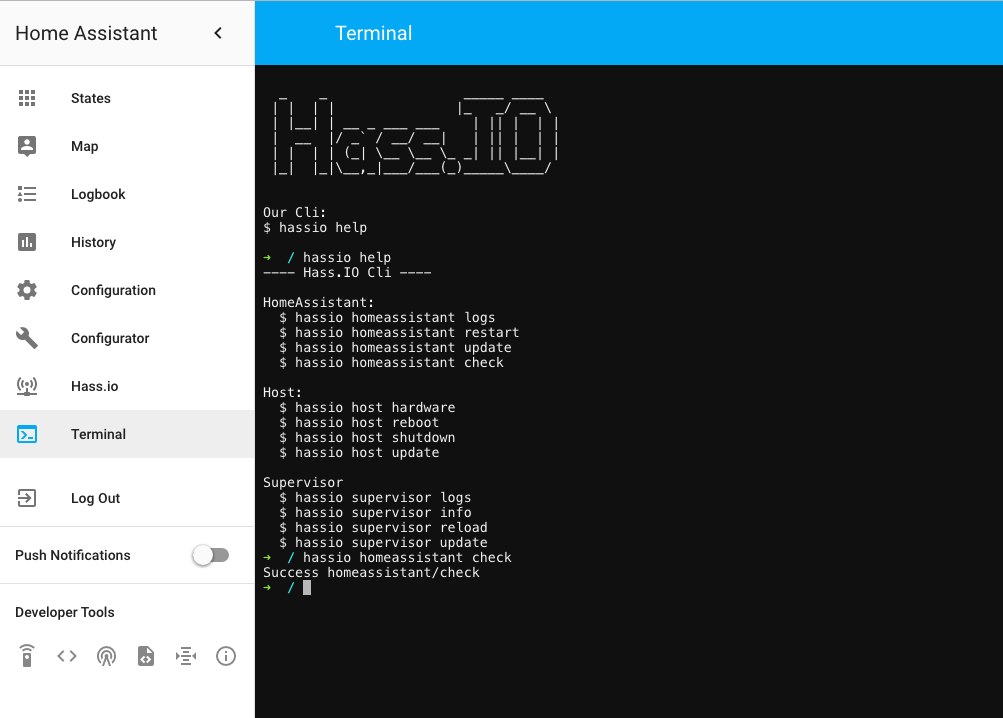 Home Assistant
Terminal
States
Map
Logbook
History
Configuration
Configurator
Hass.io
Terminal
Log Out
Push Notifications
Developer Tools
Hass.IO
Our Cli:
$ hassio help
➜  / hassio help
---- Hass.IO Cli ----
HomeAssistant:
  $ hassio homeassistant logs
  $ hassio homeassistant restart
  $ hassio homeassistant update
  $ hassio homeassistant check
Host:
  $ hassio host hardware
  $ hassio host reboot
  $ hassio host shutdown
  $ hassio host update
Supervisor
  $ hassio supervisor logs
  $ hassio supervisor info
  $ hassio supervisor reload
  $ hassio supervisor update
➜  / hassio homeassistant check
Success homeassistant/check
➜  /